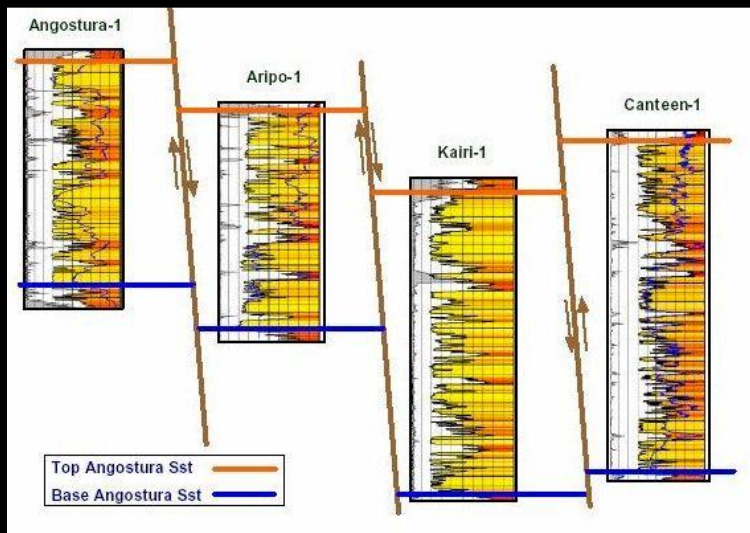 Angostura-1
Aripo-1
Kairi-1
Canteen-1
Top Angostura Sst
Base Angostura Sst